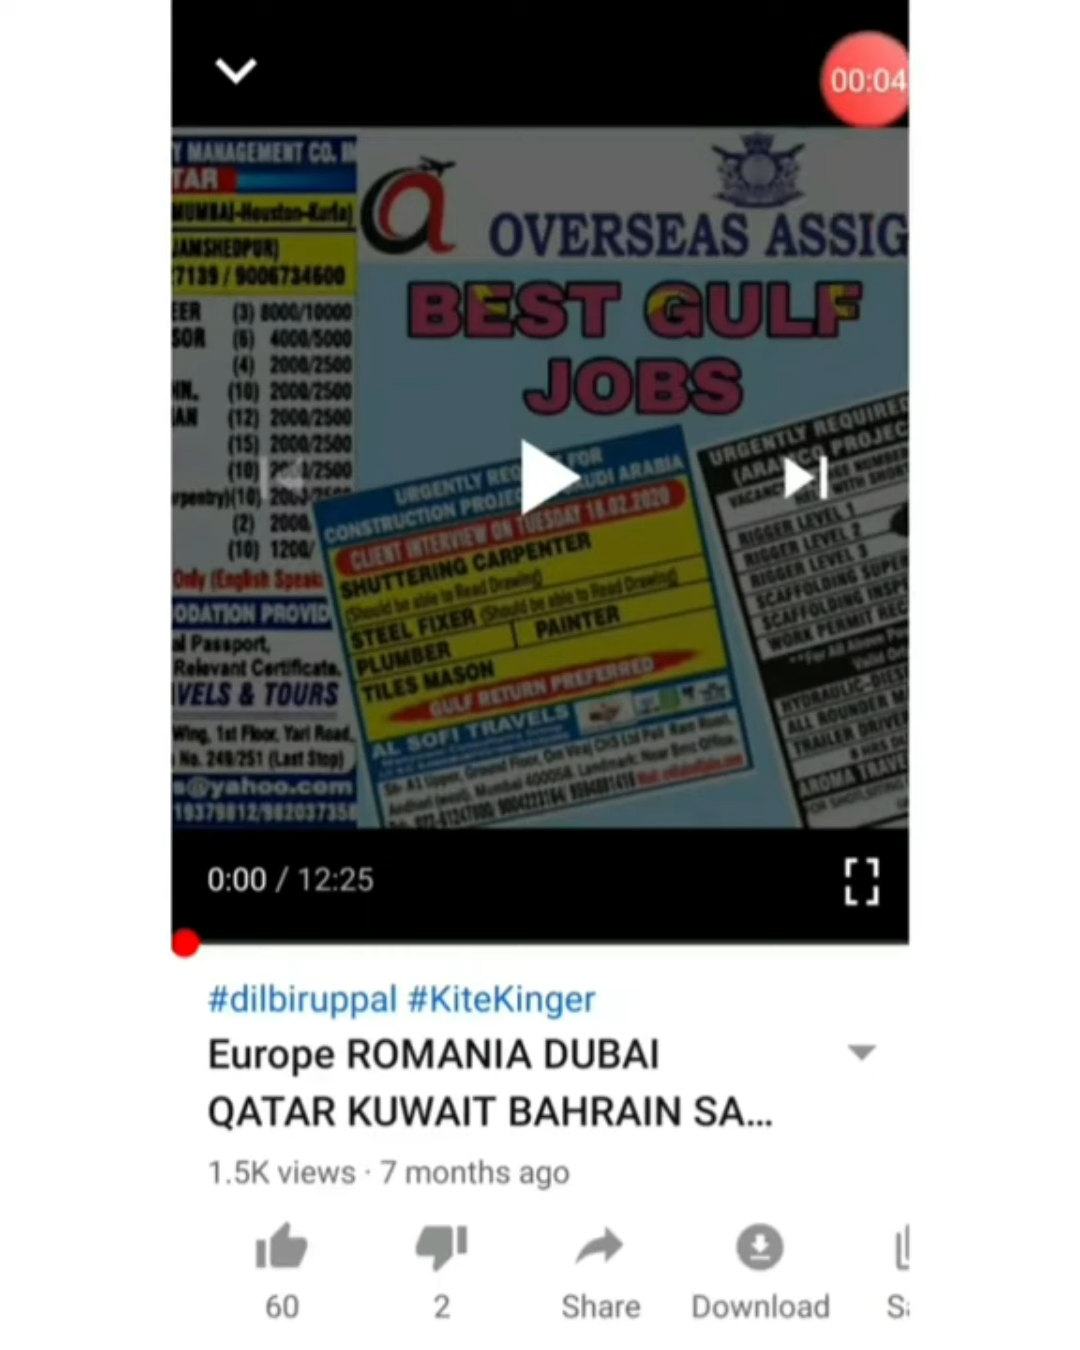 00:04
Y MANAGEMENT CO.
TAR
MUMBAI-Houston-Kurla)
JAMSHEDPUR)
7139 / 9006734600
EER (3) 8000/10000
SOR (6) 4000/5000
(4) 2000/2500
(10) 2000/2500
(12) 2000/2500
(15) 2000/2500
(10)
rpentry)(10)
(2) 2000
(10) 1200/
Only (English Speak
ODATION PROVID
al Passport,
Relevant Certificate.
VELS & TOURS
Wing, 1st Floor, Yari Road,
No. 249/251 (Last Stop)
s@yahoo.com
a
OVERSEAS ASSIG
BEST GULF
JOBS
URGENTLY FOR
CONSTRUCTION SAUDI ARABIA
CLIENT INTERVIEW ON TUESDAY 18.02.2020
SHUTTERING CARPENTER
(Should be able to Read Drawing)
STEEL FIXER (Should be able to Read Drawing)
PLUMBER PAINTER
TILES MASON
GULF RETURN PREFERRED
AL SOFI TRAVELS
URGENTLY REQUIRED
RIGGER LEVEL 1
RIGGER LEVEL 2
RIGGER LEVEL 3
SCAFFOLDING SUPER
SCAFFOLDING INSP
WORK PERMIT REC
ALL ROUNDER
TRAILER DRIVER
0:00 / 12:25
#dilbiruppal #KiteKinger
Europe ROMANIA DUBAI
QATAR KUWAIT BAHRAIN SA...
1.5K views · 7 months ago
60 2 Share Download Sa